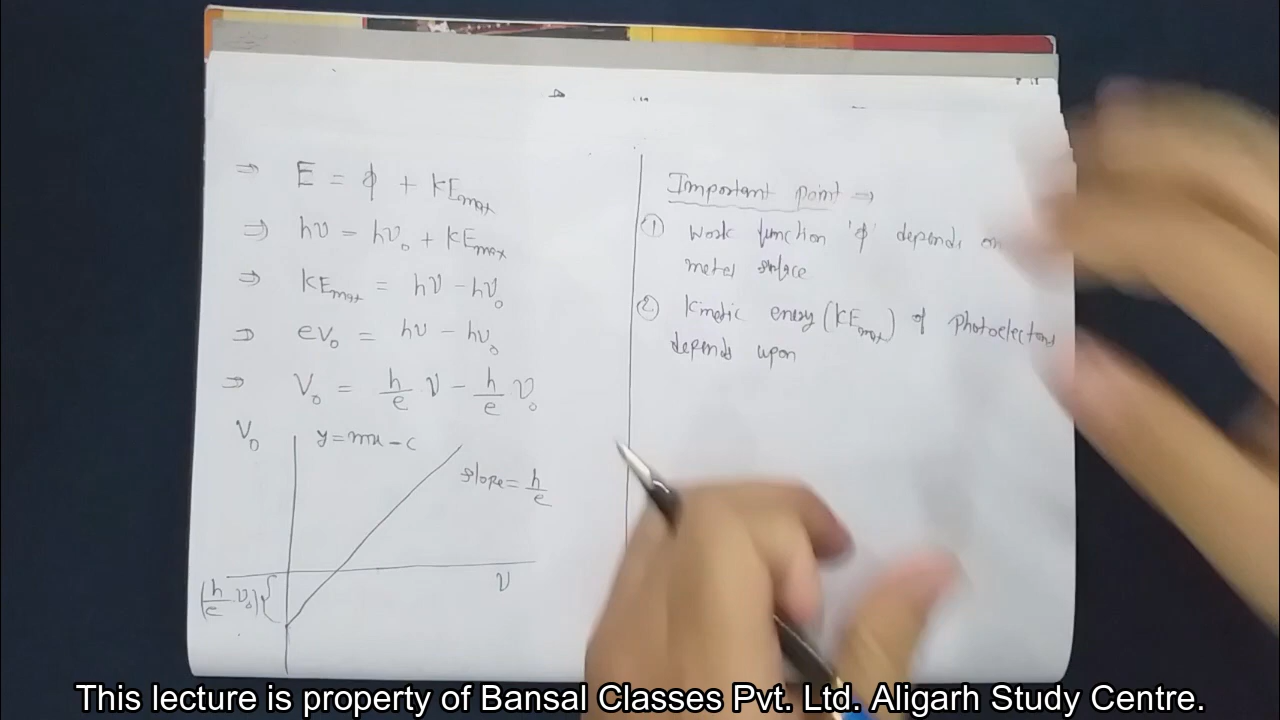 ⇒ E = ϕ + KEmax
⇒ hν = hν₀ + KEmax
⇒ KEmax = hν − hν₀
⇒ eV₀ = hν − hν₀
⇒ V₀ = h/e ν − h/e ν₀
V₀
y = mx − c
slope = h/e
ν
(h/e ν₀)
Important point ⇒
① Work function 'ϕ' depends on
metal surface
② Kinetic energy (KEmax) of photoelectrons
depends upon
This lecture is property of Bansal Classes Pvt. Ltd. Aligarh Study Centre.